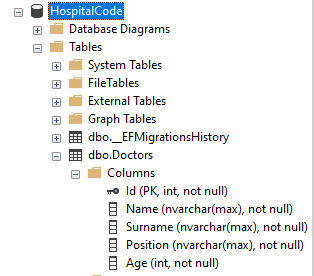 HospitalCode
Database Diagrams
Tables
System Tables
FileTables
External Tables
Graph Tables
dbo.__EFMigrationsHistory
dbo.Doctors
Columns
Id (PK, int, not null)
Name (nvarchar(max), not null)
Surname (nvarchar(max), not null)
Position (nvarchar(max), not null)
Age (int, not null)